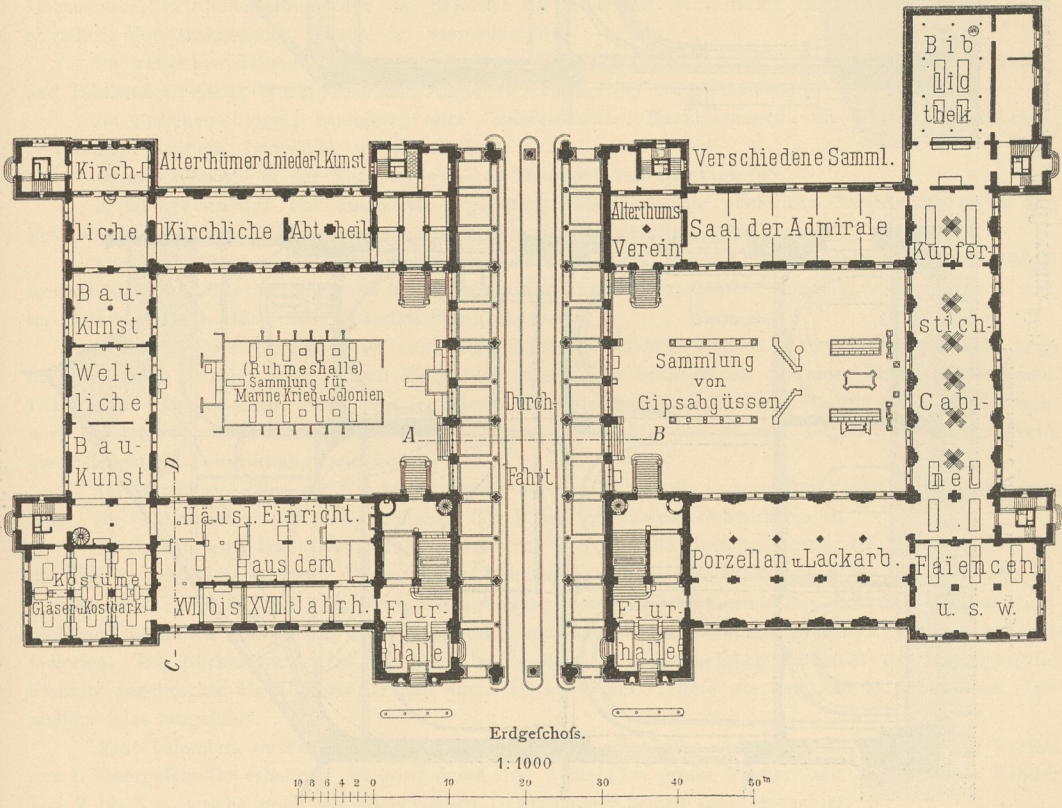 Bib
lio
thek
Kirch-
Alterthümer d. niederl. Kunst
Verschiedene Samml.
liche
Kirchliche Abtheil.
Alterthums
Verein
Saal der Admirale
Kupfer-
stich-
Cabi-
net
Bau-
Kunst
Welt-
liche
Bau-
Kunst
(Ruhmeshalle)
Sammlung für
Marine, Krieg u. Colonien
Durch-
Fahrt
Sammlung
von
Gipsabgüssen
A
B
D
C
Häusl. Einricht.
aus dem
XVI. bis XVIII. Jahrh.
Kostüme
Gläser u. Kostbark.
Flur-
halle
Flur-
halle
Porzellan u. Lackarb.
Faiencen
u. s. w.
Erdgeſchoſs.
1:1000
10 8 6 4 2 0 10 20 30 40 50 m